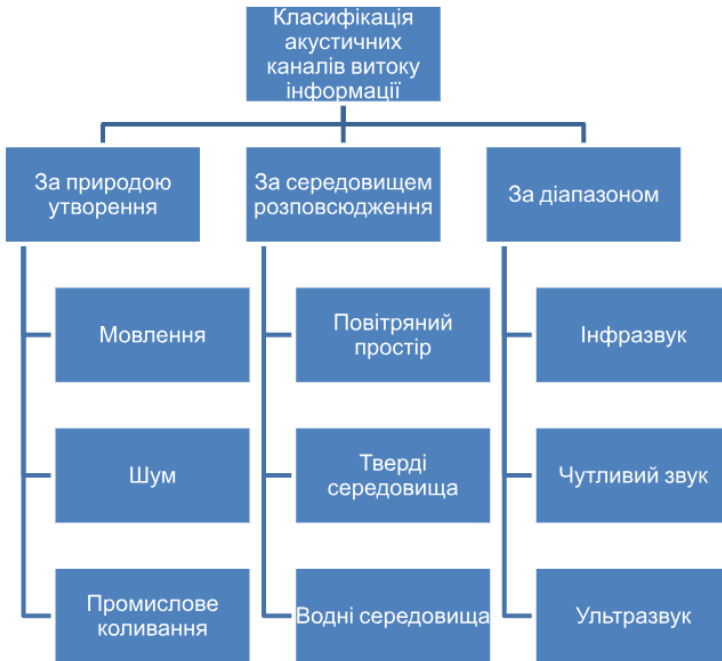 Класифікація
акустичних
каналів витоку
інформації
За природою
утворення
За середовищем
розповсюдження
За діапазоном
Мовлення
Повітряний
простір
Інфразвук
Шум
Тверді
середовища
Чутливий звук
Промислове
коливання
Водні середовища
Ультразвук